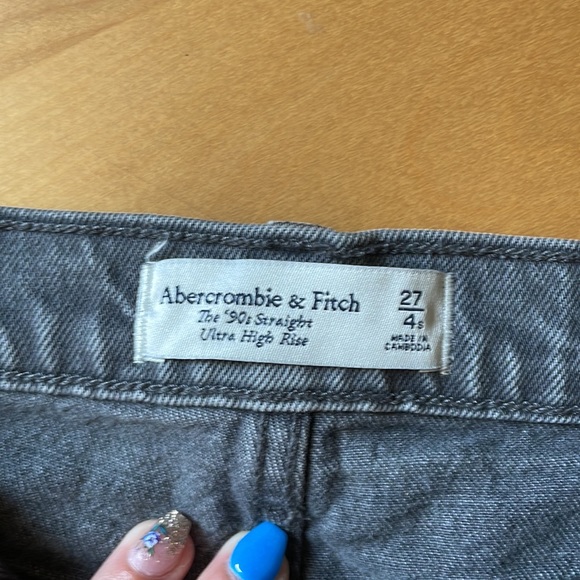 Abercrombie & Fitch
The '90s Straight
Ultra High Rise
27
4s
MADE IN
CAMBODIA